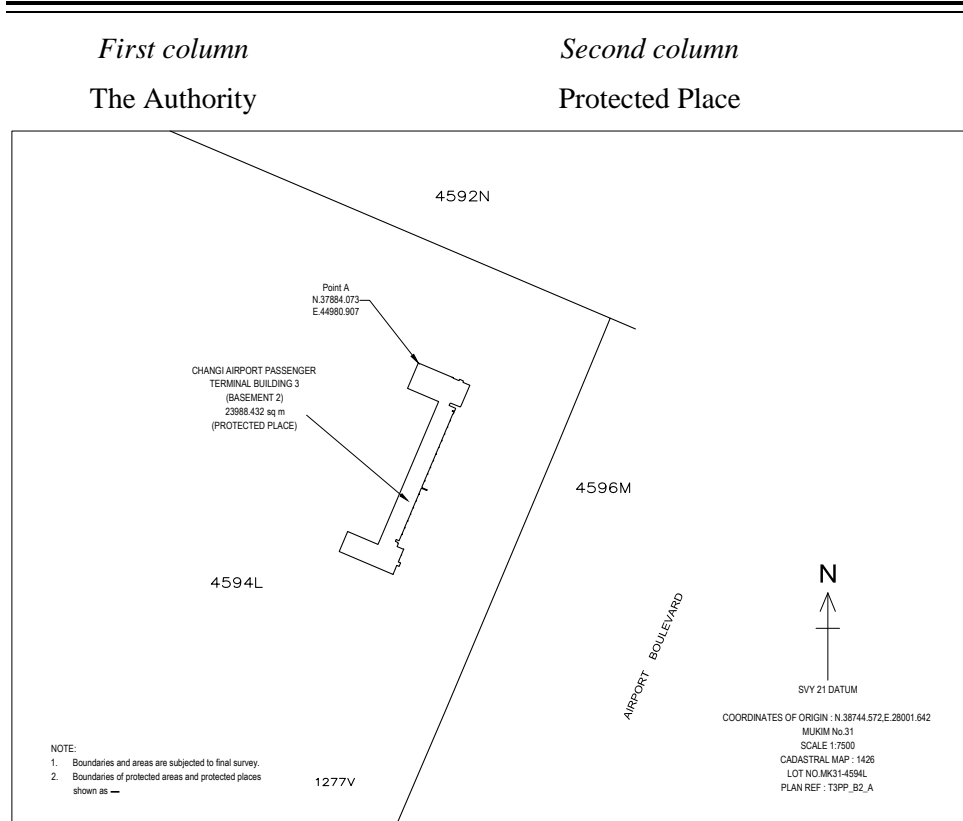 First column Second column
The Authority Protected Place
4592N
Point A
N.37884.073
E.44980.907
CHANGI AIRPORT PASSENGER
TERMINAL BUILDING 3
(BASEMENT 2)
23988.432 sq m
(PROTECTED PLACE)
4596M
4594L
N
AIRPORT BOULEVARD
SVY 21 DATUM
COORDINATES OF ORIGIN : N.38744.572,E.28001.642
MUKIM No.31
SCALE 1:7500
CADASTRAL MAP : 1426
LOT NO.MK31-4594L
PLAN REF : T3PP_B2_A
NOTE:
1. Boundaries and areas are subjected to final survey.
2. Boundaries of protected areas and protected places
shown as —
1277V